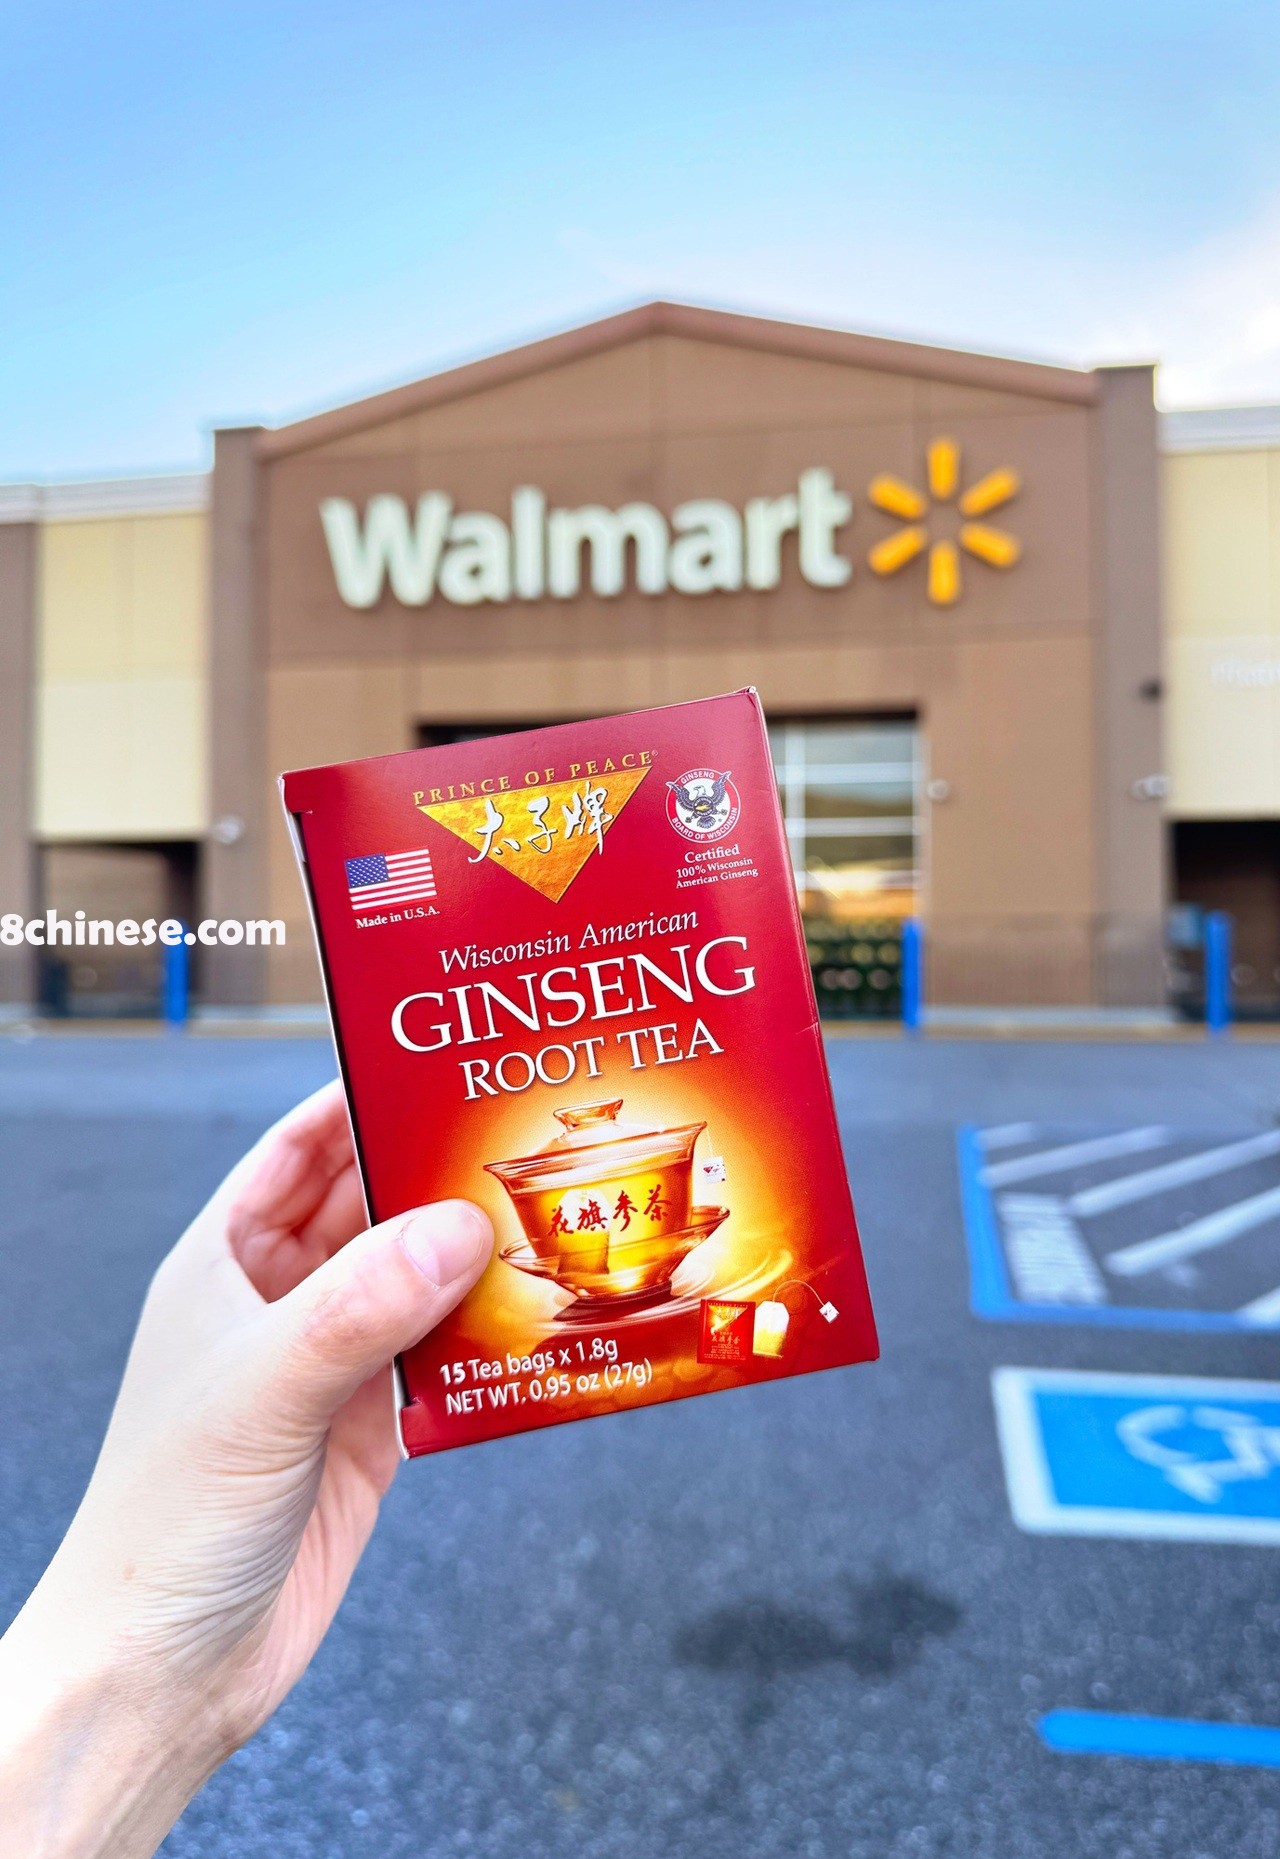 Walmart
PRINCE OF PEACE®
太子牌
GINSENG
BOARD OF WISCONSIN
Certified
100% Wisconsin
American Ginseng
Made in U.S.A.
8chinese.com
Wisconsin American
GINSENG
ROOT TEA
花旗參茶
15 Tea bags x 1.8g
NET WT. 0.95 oz (27g)